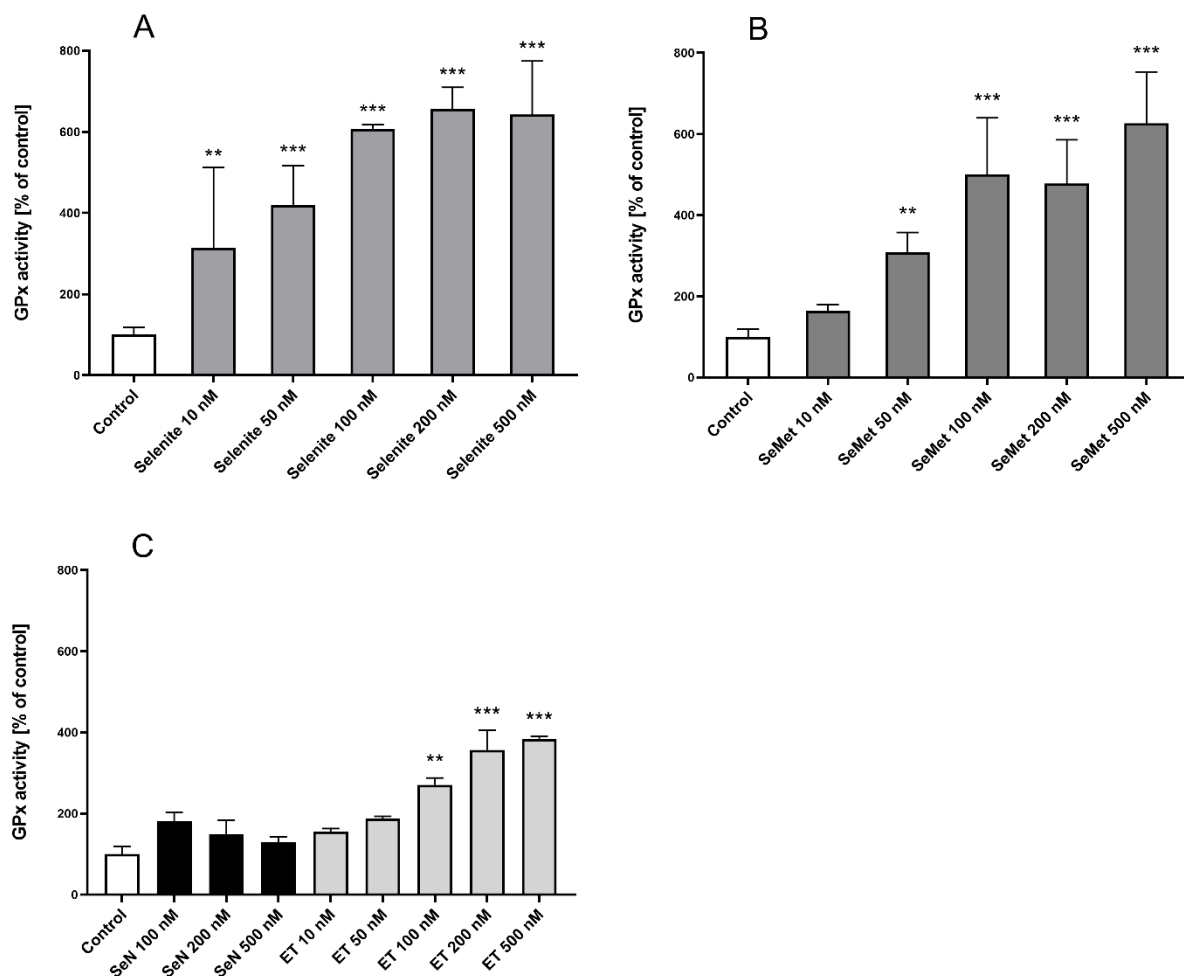 A
GPx activity [% of control]
800
600
400
200
0
**
***
***
***
***
Control
Selenite 10 nM
Selenite 50 nM
Selenite 100 nM
Selenite 200 nM
Selenite 500 nM
B
GPx activity [% of control]
800
600
400
200
0
**
***
***
***
Control
SeMet 10 nM
SeMet 50 nM
SeMet 100 nM
SeMet 200 nM
SeMet 500 nM
C
GPx activity [% of control]
800
600
400
200
0
**
***
***
Control
SeN 100 nM
SeN 200 nM
SeN 500 nM
ET 10 nM
ET 50 nM
ET 100 nM
ET 200 nM
ET 500 nM